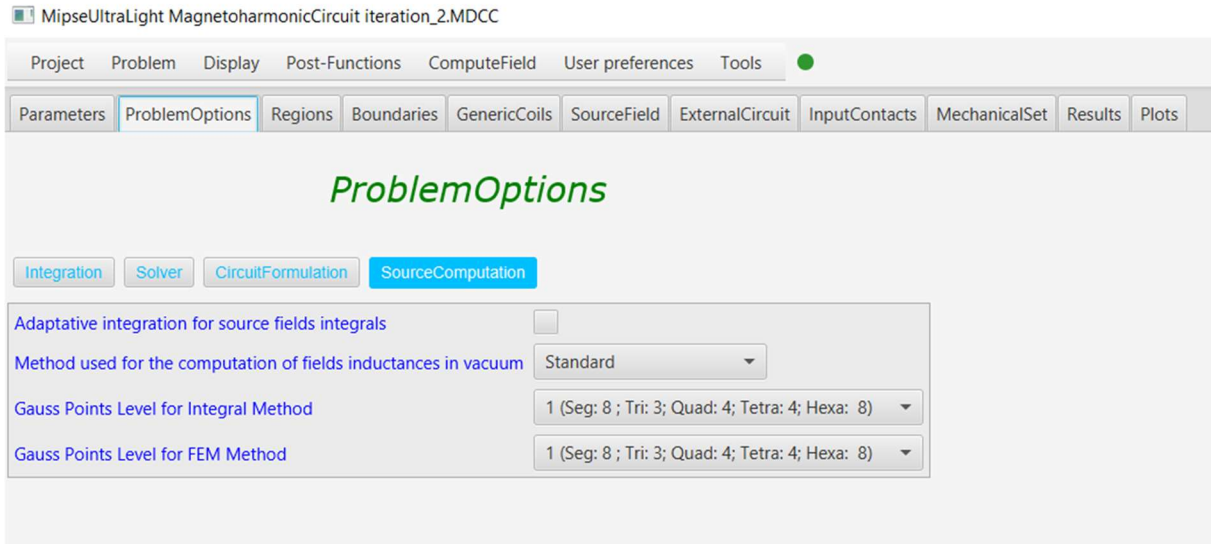 MipseUltraLight MagnetoharmonicCircuit iteration_2.MDCC
Project Problem Display Post-Functions ComputeField User preferences Tools
Parameters ProblemOptions Regions Boundaries GenericCoils SourceField ExternalCircuit InputContacts MechanicalSet Results Plots
ProblemOptions
Integration Solver CircuitFormulation SourceComputation
Adaptative integration for source fields integrals
Method used for the computation of fields inductances in vacuum Standard
Gauss Points Level for Integral Method 1 (Seg: 8 ; Tri: 3; Quad: 4; Tetra: 4; Hexa: 8)
Gauss Points Level for FEM Method 1 (Seg: 8 ; Tri: 3; Quad: 4; Tetra: 4; Hexa: 8)